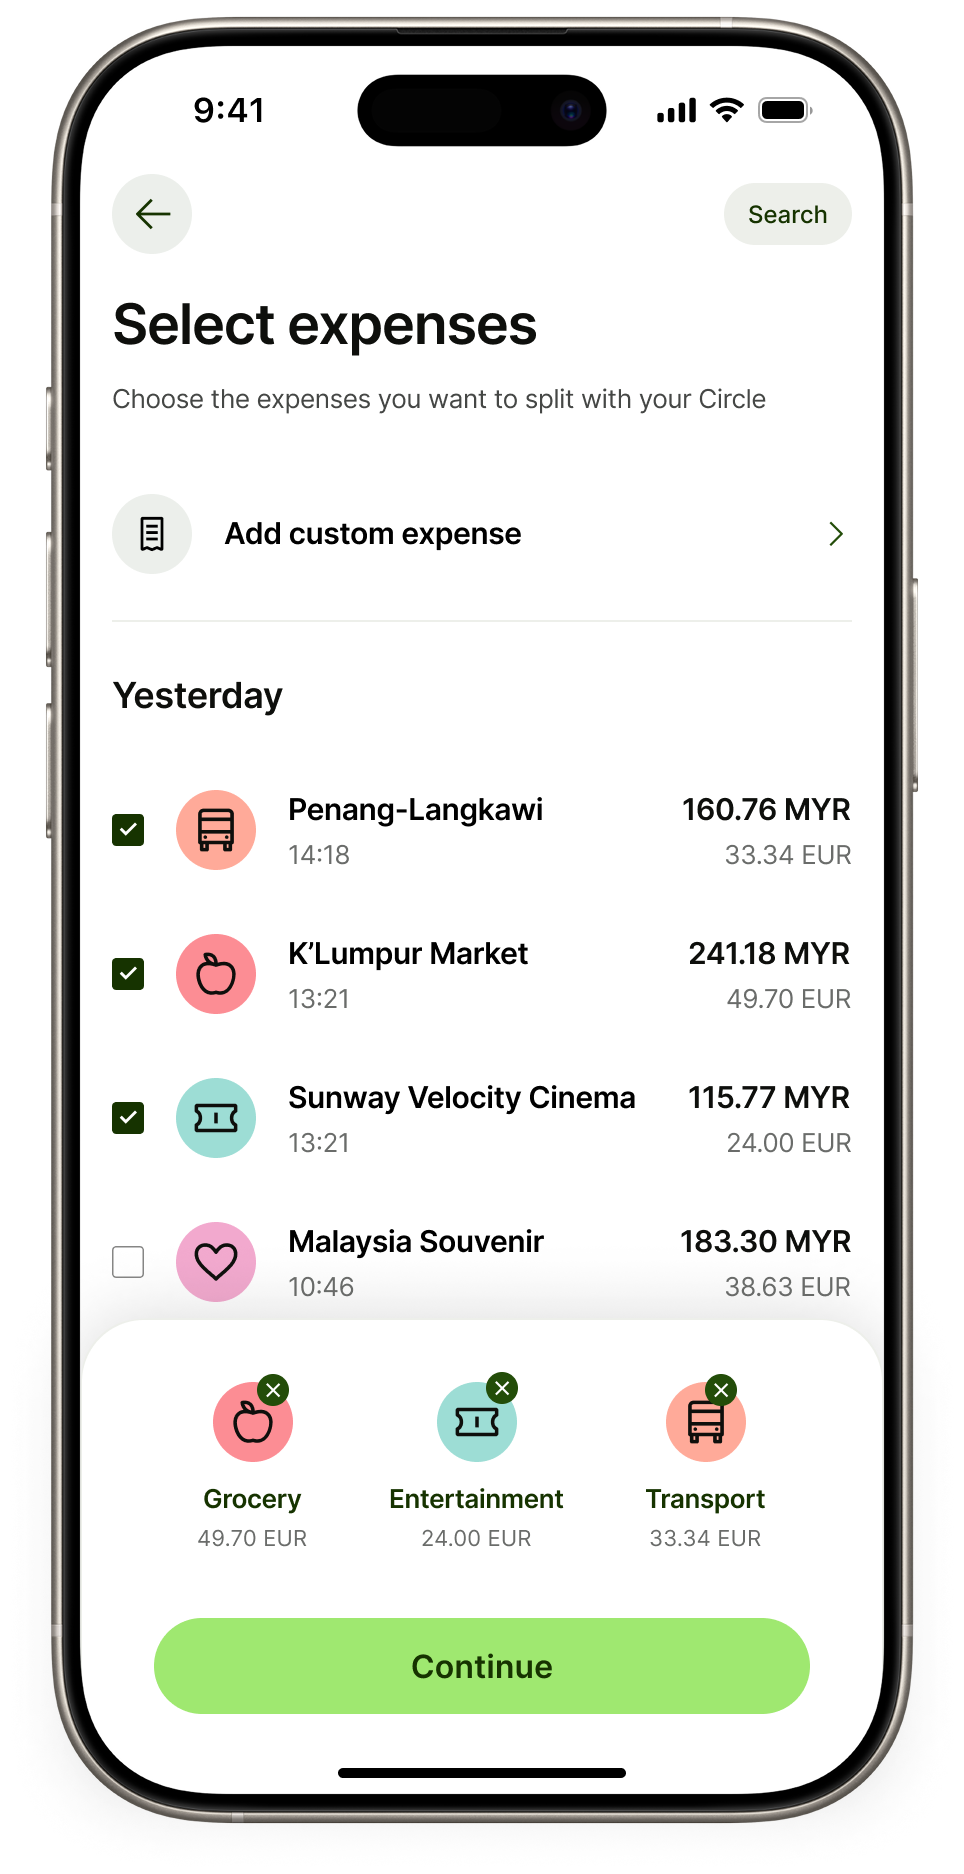 9:41
Search
Select expenses
Choose the expenses you want to split with your Circle
Add custom expense
Yesterday
Penang-Langkawi 160.76 MYR
14:18 33.34 EUR
K’Lumpur Market 241.18 MYR
13:21 49.70 EUR
Sunway Velocity Cinema 115.77 MYR
13:21 24.00 EUR
Malaysia Souvenir 183.30 MYR
10:46 38.63 EUR
Grocery Entertainment Transport
49.70 EUR 24.00 EUR 33.34 EUR
Continue